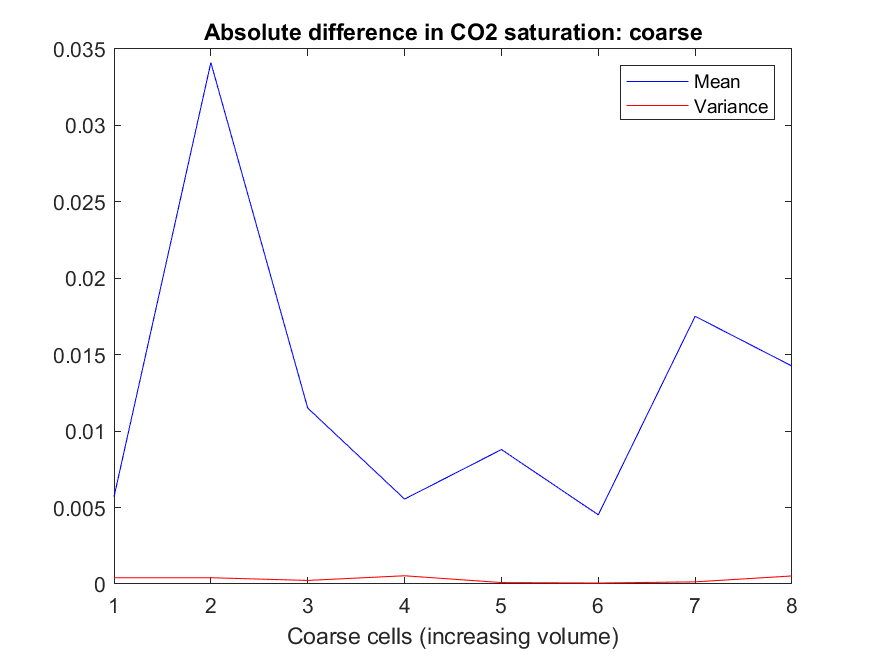 Absolute difference in CO2 saturation: coarse
0.035
0.03
0.025
0.02
0.015
0.01
0.005
0
Mean
Variance
1 2 3 4 5 6 7 8
Coarse cells (increasing volume)